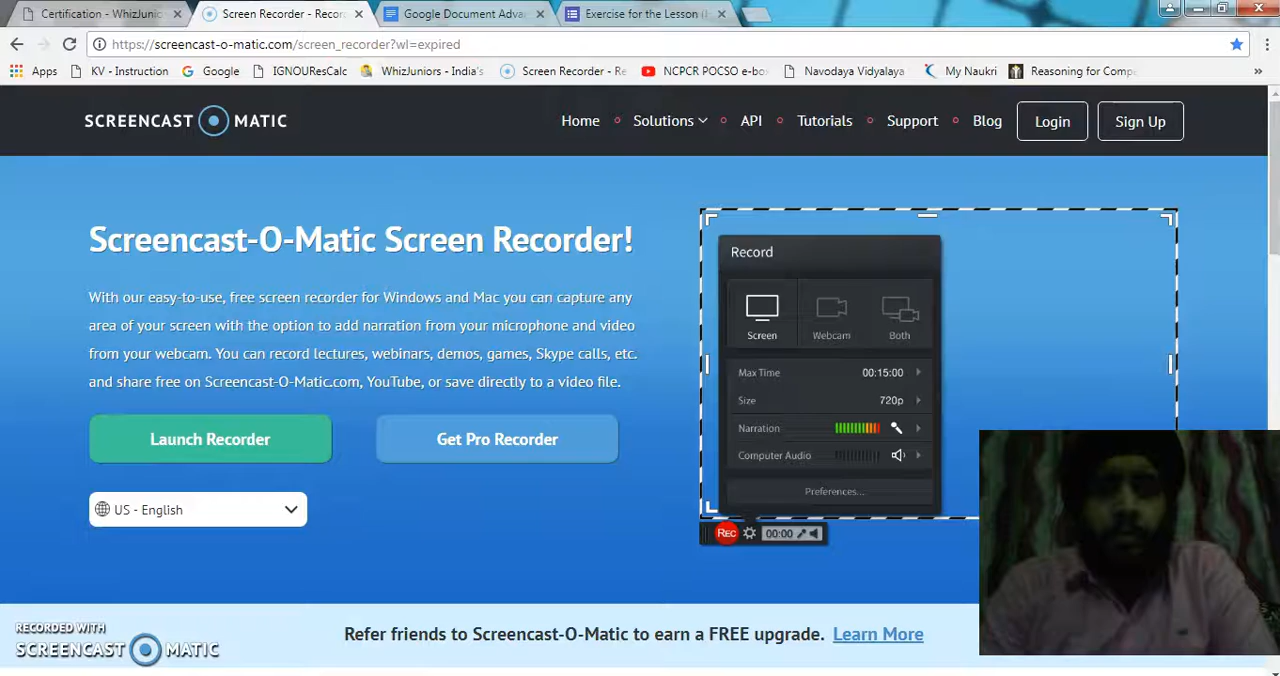 Certification - WhizJunic
Screen Recorder - Recor
Google Document Adva
Exercise for the Lesson (
https://screencast-o-matic.com/screen_recorder?wl=expired
Apps
KV - Instruction
Google
IGNOUResCalc
WhizJuniors - India's
Screen Recorder - Re
NCPCR POCSO e-bo
Navodaya Vidyalaya
My Naukri
Reasoning for Comp
»
SCREENCAST MATIC
Home
Solutions
API
Tutorials
Support
Blog
Login
Sign Up
Screencast-O-Matic Screen Recorder!
With our easy-to-use, free screen recorder for Windows and Mac you can capture any
area of your screen with the option to add narration from your microphone and video
from your webcam. You can record lectures, webinars, demos, games, Skype calls, etc.
and share free on Screencast-O-Matic.com, YouTube, or save directly to a video file.
Launch Recorder
Get Pro Recorder
US - English
Record
Screen
Webcam
Both
Max Time 00:15:00
Size 720p
Narration
Computer Audio
Preferences...
REC 00:00
Refer friends to Screencast-O-Matic to earn a FREE upgrade. Learn More
RECORDED WITH
SCREENCAST MATIC